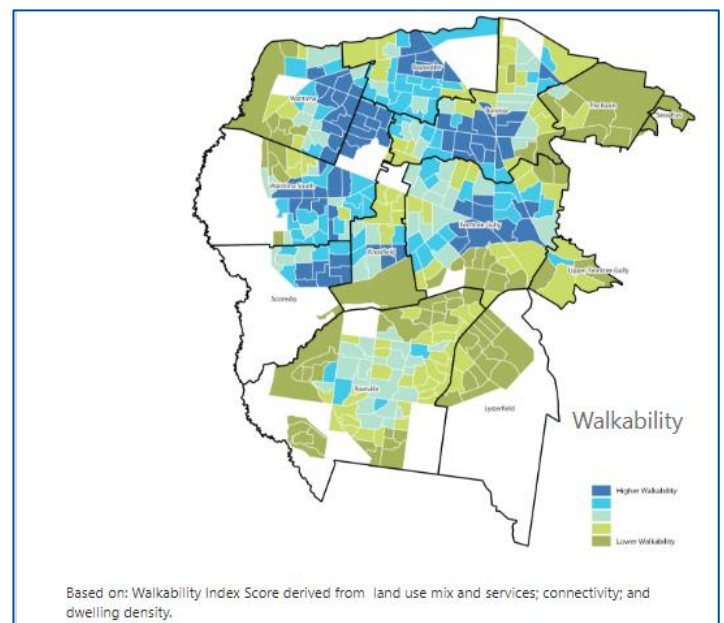 Bayswater
Wantirna
Boronia
The Basin
Sassafras
Wantirna South
Ferntree Gully
Knoxfield
Upper Ferntree Gully
Scoresby
Rowville
Lysterfield
Walkability
Higher Walkability
Lower Walkability
Based on: Walkability Index Score derived from land use mix and services; connectivity; and
dwelling density.